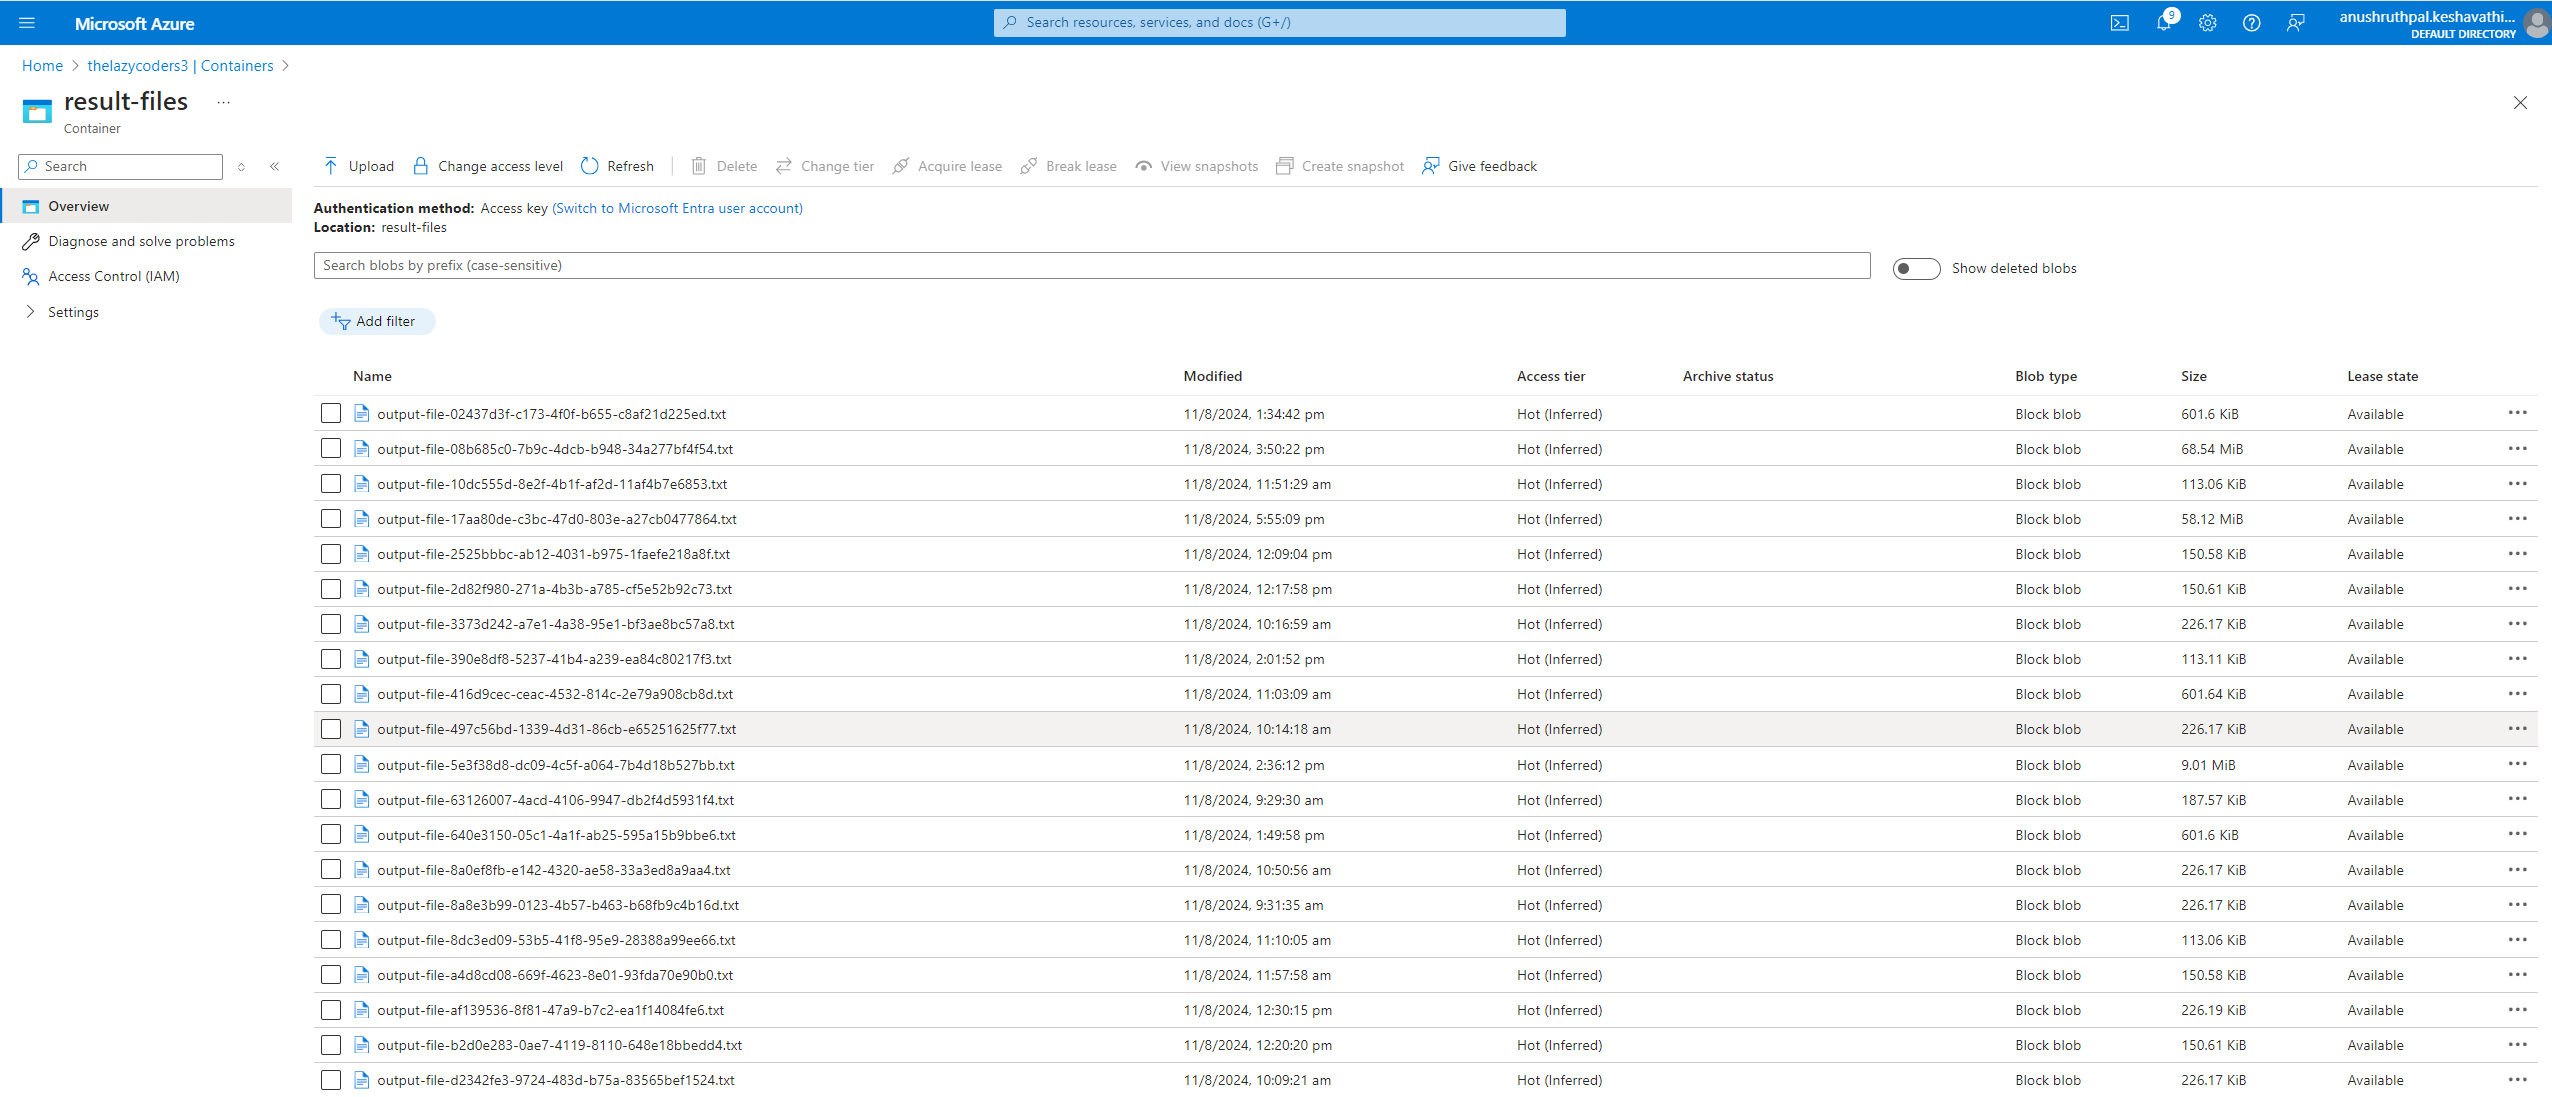 Microsoft Azure
Search resources, services, and docs (G+/)
9
anushruthpal.keshavathi...
DEFAULT DIRECTORY
Home > thelazycoders3 | Containers >
result-files ...
Container
Search
Upload Change access level Refresh Delete Change tier Acquire lease Break lease View snapshots Create snapshot Give feedback
Overview
Diagnose and solve problems
Access Control (IAM)
Settings
Authentication method: Access key (Switch to Microsoft Entra user account)
Location: result-files
Search blobs by prefix (case-sensitive)
Show deleted blobs
Add filter
Name Modified Access tier Archive status Blob type Size Lease state
output-file-02437d3f-c173-4f0f-b655-c8af21d225ed.txt 11/8/2024, 1:34:42 pm Hot (Inferred) Block blob 601.6 KiB Available
output-file-08b685c0-7b9c-4dcb-b948-34a277bf4f54.txt 11/8/2024, 3:50:22 pm Hot (Inferred) Block blob 68.54 MiB Available
output-file-10dc555d-8e2f-4b1f-af2d-11af4b7e6853.txt 11/8/2024, 11:51:29 am Hot (Inferred) Block blob 113.06 KiB Available
output-file-17aa80de-c3bc-47d0-803e-a27cb0477864.txt 11/8/2024, 5:55:09 pm Hot (Inferred) Block blob 58.12 MiB Available
output-file-2525bbbc-ab12-4031-b975-1faefe218a8f.txt 11/8/2024, 12:09:04 pm Hot (Inferred) Block blob 150.58 KiB Available
output-file-2d82f980-271a-4b3b-a785-cf5e52b92c73.txt 11/8/2024, 12:17:58 pm Hot (Inferred) Block blob 150.61 KiB Available
output-file-3373d242-a7e1-4a38-95e1-bf3ae8bc57a8.txt 11/8/2024, 10:16:59 am Hot (Inferred) Block blob 226.17 KiB Available
output-file-390e8df8-5237-41b4-a239-ea84c80217f3.txt 11/8/2024, 2:01:52 pm Hot (Inferred) Block blob 113.11 KiB Available
output-file-416d9cec-ceac-4532-814c-2e79a908cb8d.txt 11/8/2024, 11:03:09 am Hot (Inferred) Block blob 601.64 KiB Available
output-file-497c56bd-1339-4d31-86cb-e65251625f77.txt 11/8/2024, 10:14:18 am Hot (Inferred) Block blob 226.17 KiB Available
output-file-5e3f38d8-dc09-4c5f-a064-7b4d18b527bb.txt 11/8/2024, 2:36:12 pm Hot (Inferred) Block blob 9.01 MiB Available
output-file-63126007-4acd-4106-9947-db2f4d5931f4.txt 11/8/2024, 9:29:30 am Hot (Inferred) Block blob 187.57 KiB Available
output-file-640e3150-05c1-4a1f-ab25-595a15b9bbe6.txt 11/8/2024, 1:49:58 pm Hot (Inferred) Block blob 601.6 KiB Available
output-file-8a0ef8fb-e142-4320-ae58-33a3ed8a9aa4.txt 11/8/2024, 10:50:56 am Hot (Inferred) Block blob 226.17 KiB Available
output-file-8a8e3b99-0123-4b57-b463-b68fb9c4b16d.txt 11/8/2024, 9:31:35 am Hot (Inferred) Block blob 226.17 KiB Available
output-file-8dc3ed09-53b5-41f8-95e9-28388a99ee66.txt 11/8/2024, 11:10:05 am Hot (Inferred) Block blob 113.06 KiB Available
output-file-a4d8cd08-669f-4623-8e01-93fda70e90b0.txt 11/8/2024, 11:57:58 am Hot (Inferred) Block blob 150.58 KiB Available
output-file-af139536-8f81-47a9-b7c2-ea1f14084fe6.txt 11/8/2024, 12:30:15 pm Hot (Inferred) Block blob 226.19 KiB Available
output-file-b2d0e283-0ae7-4119-8110-648e18bbedd4.txt 11/8/2024, 12:20:20 pm Hot (Inferred) Block blob 150.61 KiB Available
output-file-d2342fe3-9724-483d-b75a-83565bef1524.txt 11/8/2024, 10:09:21 am Hot (Inferred) Block blob 226.17 KiB Available